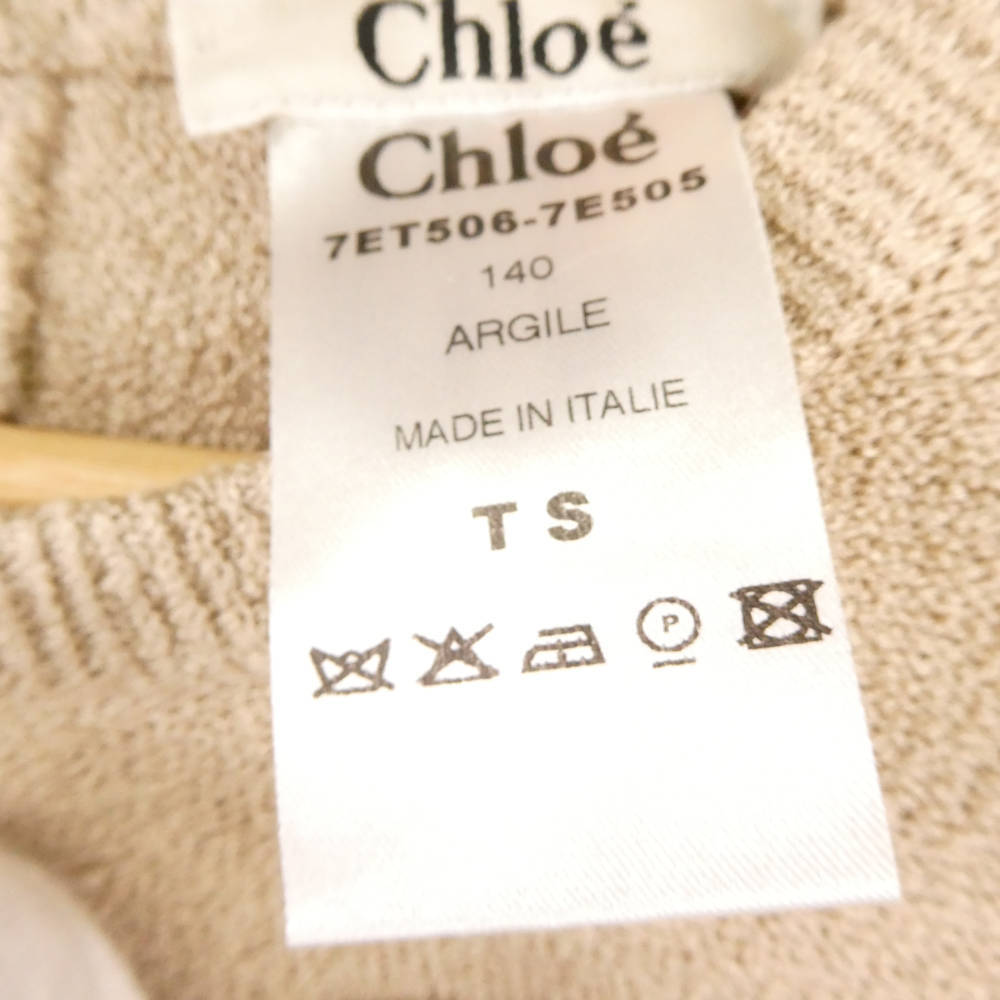 Chloé
Chloé
7ET506-7E505
140
ARGILE
MADE IN ITALIE
T S
P